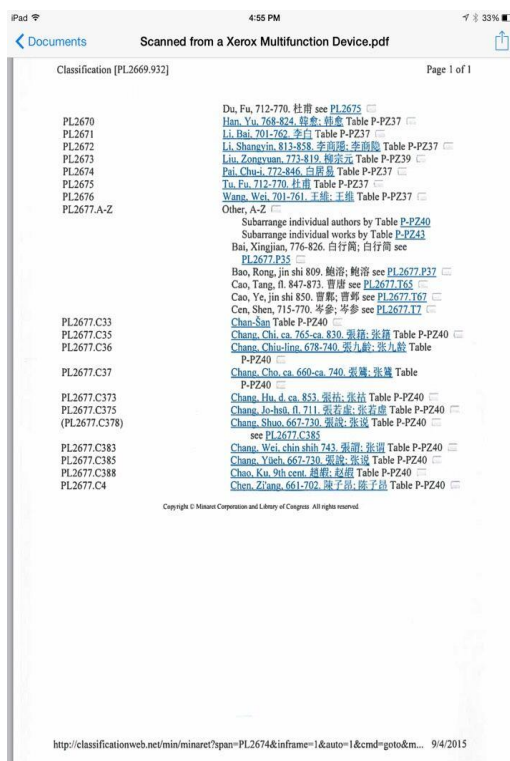 iPad 4:55 PM 33%
Documents Scanned from a Xerox Multifunction Device.pdf
Classification [PL2669.932] Page 1 of 1
Du, Fu, 712-770. 杜甫 see PL2675
PL2670 Han, Yu, 768-824. 韓愈; 韩愈 Table P-PZ37
PL2671 Li, Bai, 701-762. 李白 Table P-PZ37
PL2672 Li, Shangyin, 813-858. 李商隱; 李商隐 Table P-PZ37
PL2673 Liu, Zongyuan, 773-819. 柳宗元 Table PZ39
PL2674 Pai, Chu-i, 772-846. 白居易 Table P-PZ37
PL2675 Tu, Fu, 712-770. 杜甫 Table P-PZ37
PL2676 Wang, Wei, 701-761. 王維; 王维 Table P-PZ37
PL2677.A-Z Other, A-Z
Subarrange individual authors by Table P-PZ40
Subarrange individual works by Table P-PZ43
Bai, Xingjian, 776-826. 白行簡; 白行简 see
PL2677.P35
Bao, Rong, jin shi 809. 鮑溶; 鲍溶 see PL2677.P37
Cao, Tang, fl. 847-873. 曹唐 see PL2677.T65
Cao, Ye, jin shi 850. 曹鄴; 曹邺 see PL2677.T67
Cen, Shen, 715-770. 岑參; 岑参 see PL2677.T7
PL2677.C33 Chan-Šan Table P-PZ40
PL2677.C35 Chang, Chi, ca. 765-ca. 830. 張籍; 张籍 Table P-PZ40
PL2677.C36 Chang, Chiu-ling, 678-740. 張九齡; 张九龄 Table
P-PZ40
PL2677.C37 Chang, Cho, ca. 660-ca. 740. 張鷟; 张鷟 Table
P-PZ40
PL2677.C373 Chang, Hu, d. ca. 853. 張祜; 张祜 Table P-PZ40
PL2677.C375 Chang, Jo-hsü, fl. 711. 張若虛; 张若虚 Table P-PZ40
(PL2677.C378) Chang, Shuo, 667-730. 張說; 张说 Table P-PZ40
see PL2677.C385
PL2677.C383 Chang, Wei, chin shih 743. 張謂; 张谓 Table P-PZ40
PL2677.C385 Chang, Yüeh, 667-730. 張說; 张说 Table P-PZ40
PL2677.C388 Chao, Ku, 9th cent. 趙嘏; 赵嘏 Table P-PZ40
PL2677.C4 Chen, Zi'ang, 661-702. 陳子昂; 陈子昂 Table P-PZ40
Copyright © Minaret Corporation and Library of Congress All rights reserved
http://classificationweb.net/min/minaret?span=PL2674&inframe=1&auto=1&cmd=goto&m... 9/4/2015